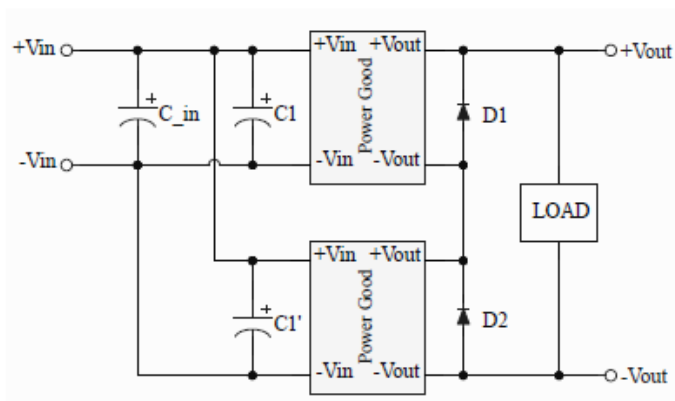 +Vin
-Vin
C_in
+
C1
+
+Vin +Vout
Power Good
-Vin -Vout
D1
+Vout
LOAD
C1'
+
+Vin +Vout
Power Good
-Vin -Vout
D2
-Vout